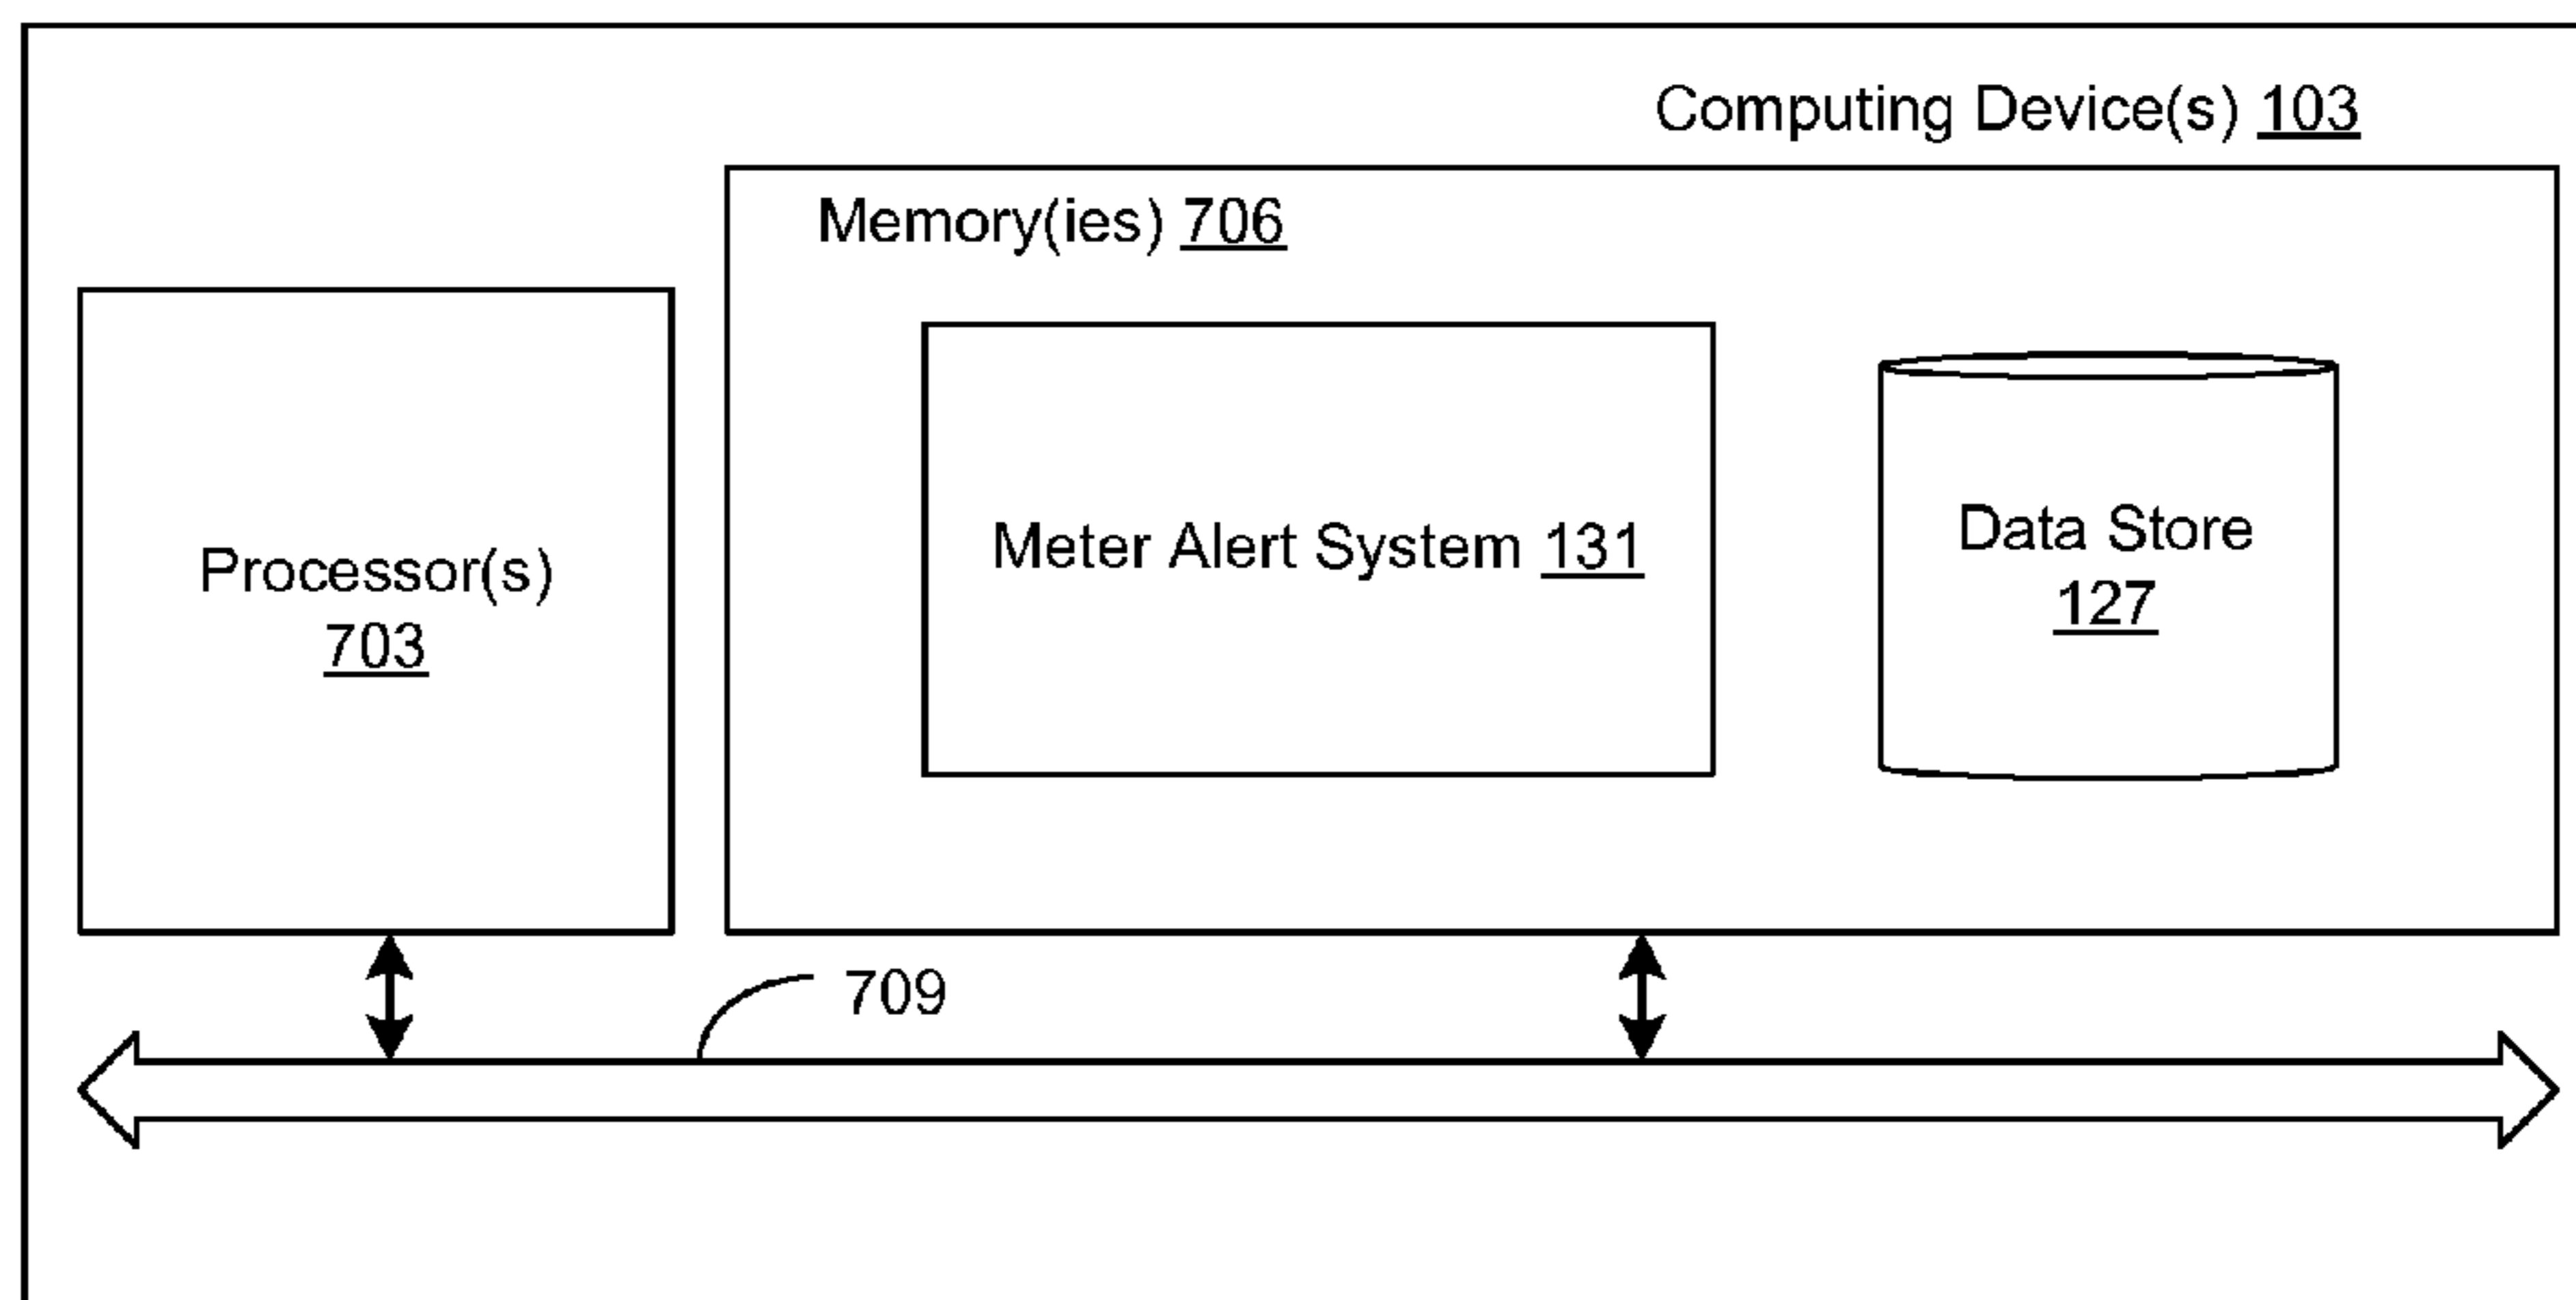 Computing Device(s) 103
Memory(ies) 706
Processor(s)
703
Meter Alert System 131
Data Store
127
709